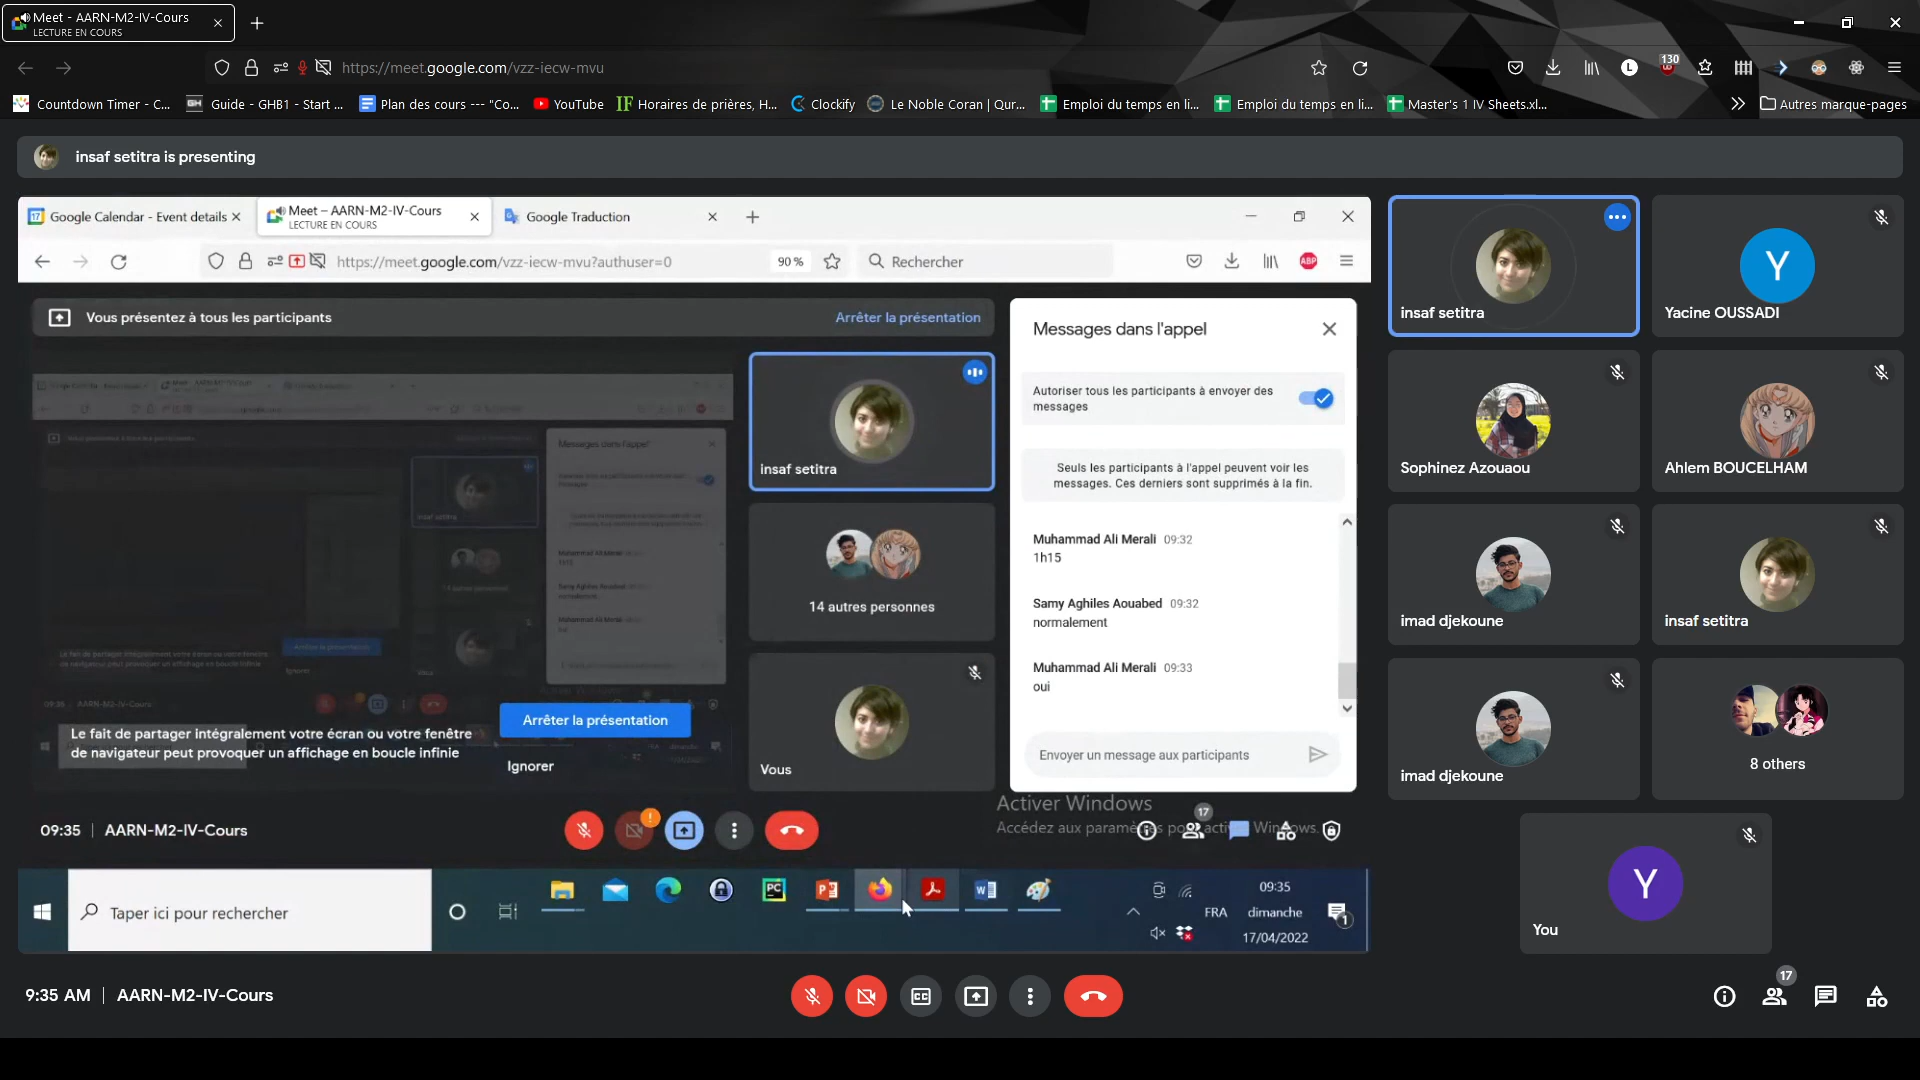 Meet - AARN-M2-IV-Cours
LECTURE EN COURS
https://meet.google.com/vzz-iecw-mvu
130
Countdown Timer - C...
Guide - GHB1 - Start ...
Plan des cours --- "Co...
YouTube
Horaires de prières, H...
Clockify
Le Noble Coran | Qur...
Emploi du temps en li...
Emploi du temps en li...
Master's 1 IV Sheets.xl...
Autres marque-pages
insaf setitra is presenting
Google Calendar - Event details
Meet – AARN-M2-IV-Cours
LECTURE EN COURS
Google Traduction
https://meet.google.com/vzz-iecw-mvu?authuser=0
90 %
Rechercher
ABP
Vous présentez à tous les participants
Arrêter la présentation
insaf setitra
14 autres personnes
Vous
Le fait de partager intégralement votre écran ou votre fenêtre
de navigateur peut provoquer un affichage en boucle infinie
Arrêter la présentation
Ignorer
Messages dans l'appel
Autoriser tous les participants à envoyer des
messages
Seuls les participants à l'appel peuvent voir les
messages. Ces derniers sont supprimés à la fin.
Muhammad Ali Merali 09:32
1h15
Samy Aghiles Aouabed 09:32
normalement
Muhammad Ali Merali 09:33
oui
Envoyer un message aux participants
Activer Windows
Accédez aux paramètres pour activer Windows.
09:35 | AARN-M2-IV-Cours
17
Taper ici pour rechercher
FRA
09:35
dimanche
17/04/2022
1
insaf setitra
Y
Yacine OUSSADI
Sophinez Azouaou
Ahlem BOUCELHAM
imad djekoune
insaf setitra
imad djekoune
8 others
Y
You
9:35 AM | AARN-M2-IV-Cours
17